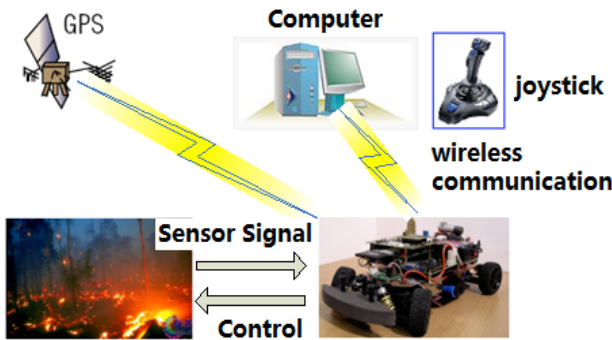 GPS
Computer
joystick
wireless
communication
Sensor Signal
Control